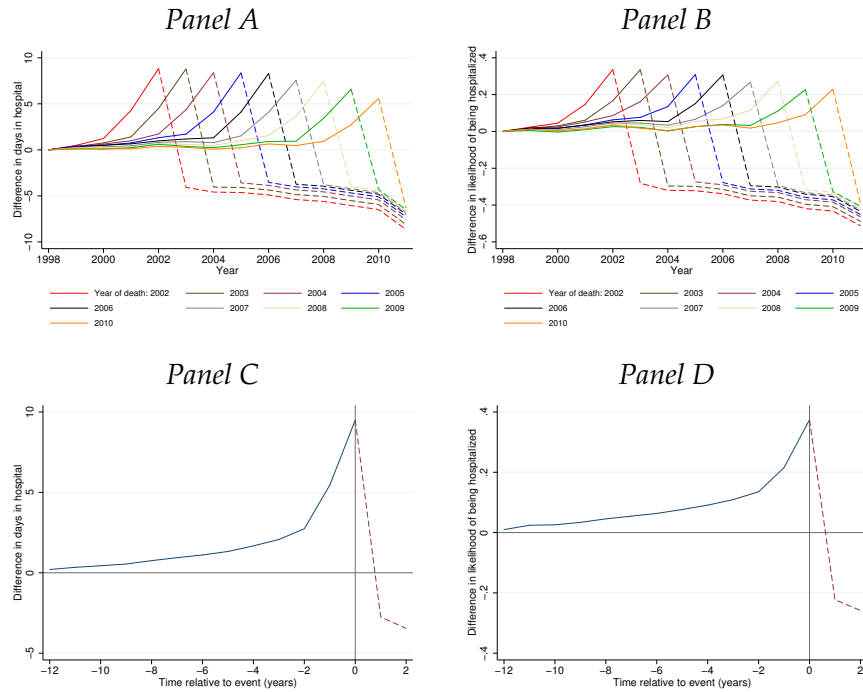 Panel A
Difference in days in hospital
10
5
0
−5
−10
1998 2000 2002 2004 2006 2008 2010
Year
Year of death: 2002 2003 2004 2005
2006 2007 2008 2009
2010
Panel B
Difference in likelihood of being hospitalized
.4
.2
0
−.2
−.4
−.6
1998 2000 2002 2004 2006 2008 2010
Year
Year of death: 2002 2003 2004 2005
2006 2007 2008 2009
2010
Panel C
Difference in days in hospital
10
5
0
−5
−12 −10 −8 −6 −4 −2 0 2
Time relative to event (years)
Panel D
Difference in likelihood of being hospitalized
.4
.2
0
−.2
−.4
−12 −10 −8 −6 −4 −2 0 2
Time relative to event (years)